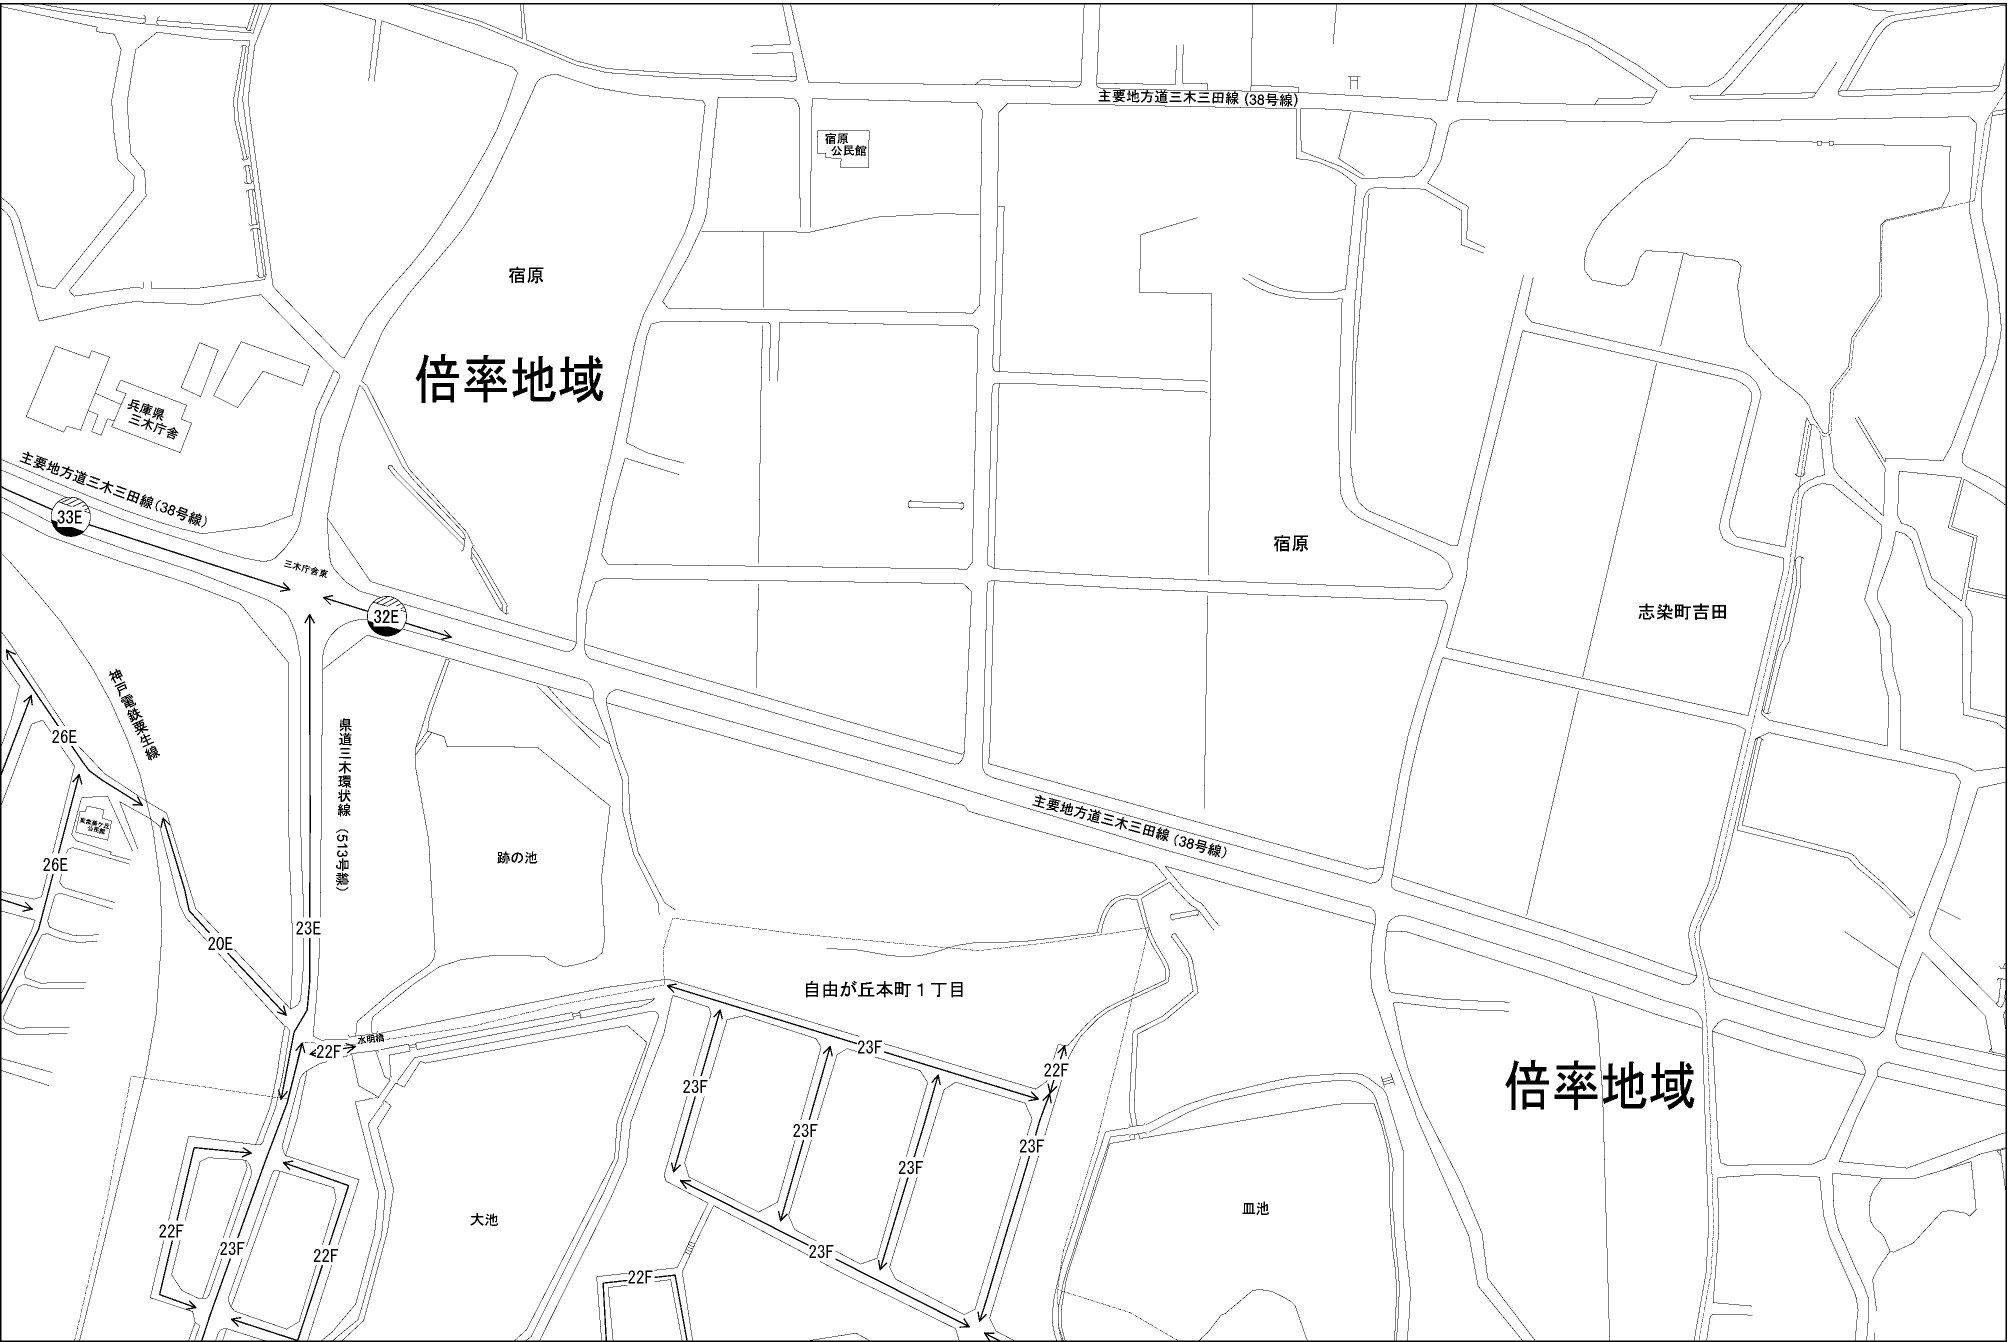 主要地方道三木三田線(38号線)
宿原
公民館
宿原
倍率地域
兵庫県
三木庁舎
主要地方道三木三田線(38号線)
33E
三木庁舎東
32E
宿原
志染町吉田
神戸電鉄粟生線
26E
県道三木環状線 (513号線)
主要地方道三木三田線(38号線)
公民館
26E
跡の池
23E
20E
自由が丘本町1丁目
水明橋
22F
23F
22F
23F
倍率地域
23F
23F
23F
大池
皿池
22F
23F
22F
23F
22F